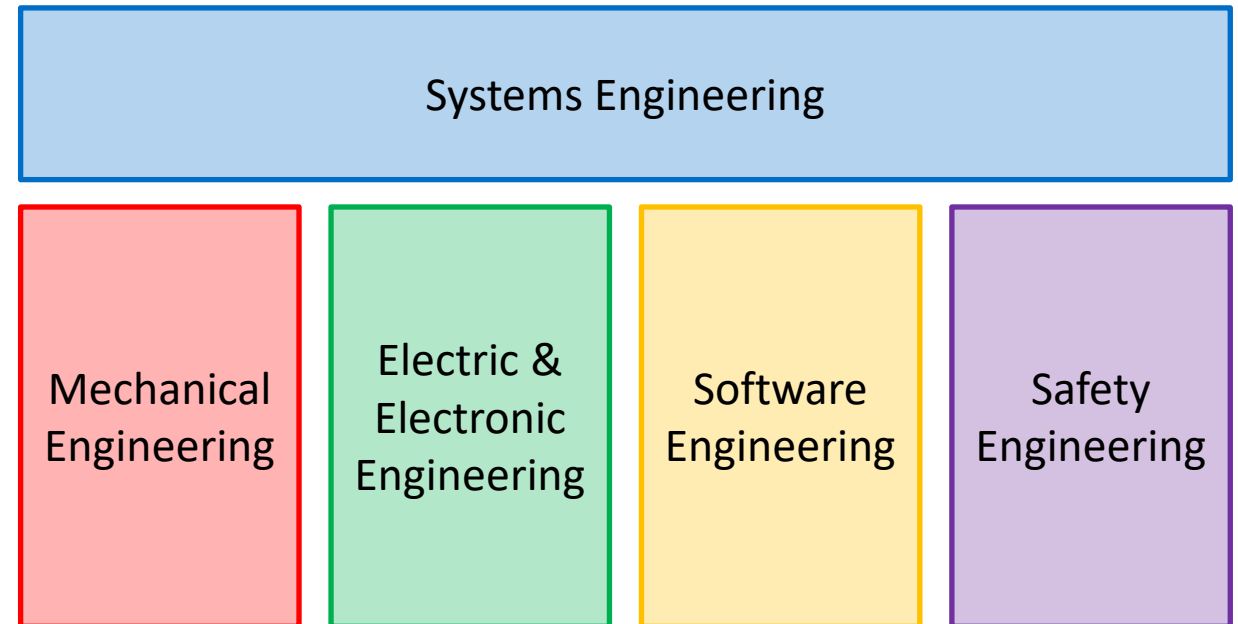 Systems Engineering
Mechanical
Engineering
Electric &
Electronic
Engineering
Software
Engineering
Safety
Engineering